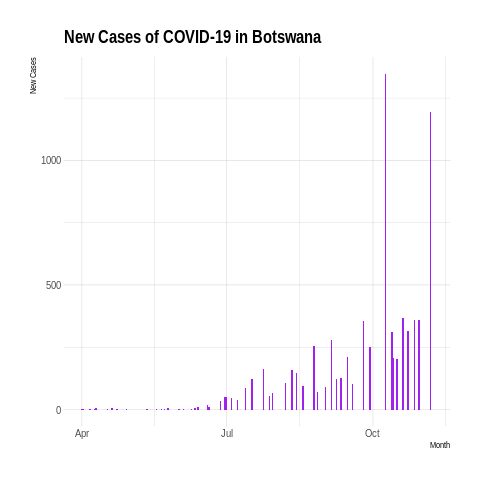 New Cases of COVID-19 in Botswana
New Cases
1000
500
0
Apr
Jul
Oct
Month